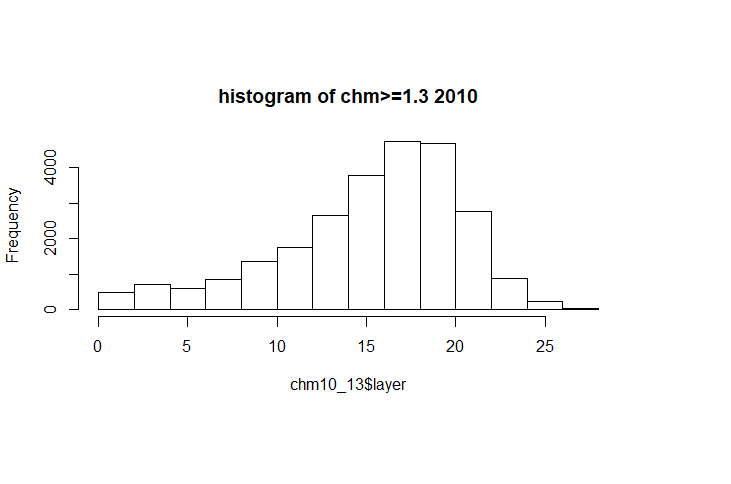 histogram of chm>=1.3 2010
Frequency
4000
2000
0
0 5 10 15 20 25
chm10_13$layer